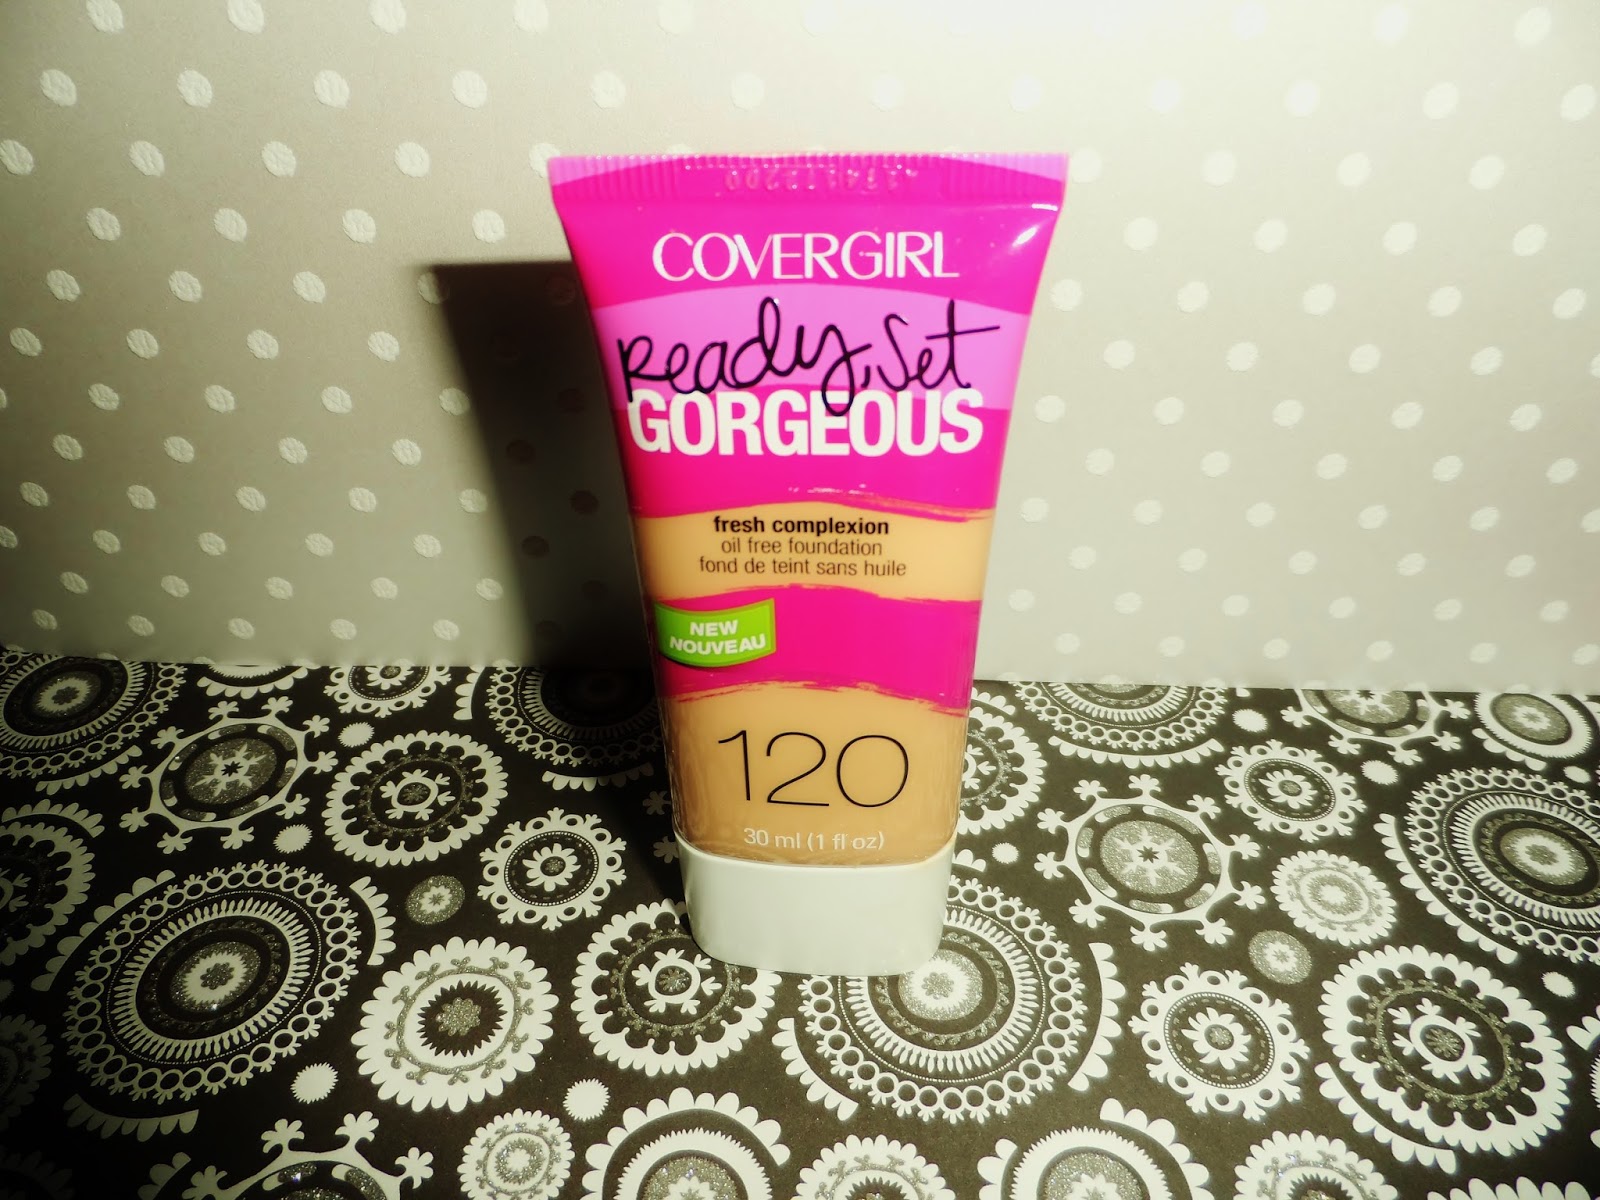 COVERGIRL
Ready, Set
GORGEOUS
fresh complexion
oil free foundation
fond de teint sans huile
NEW
NOUVEAU
120
30 ml (1 fl oz)